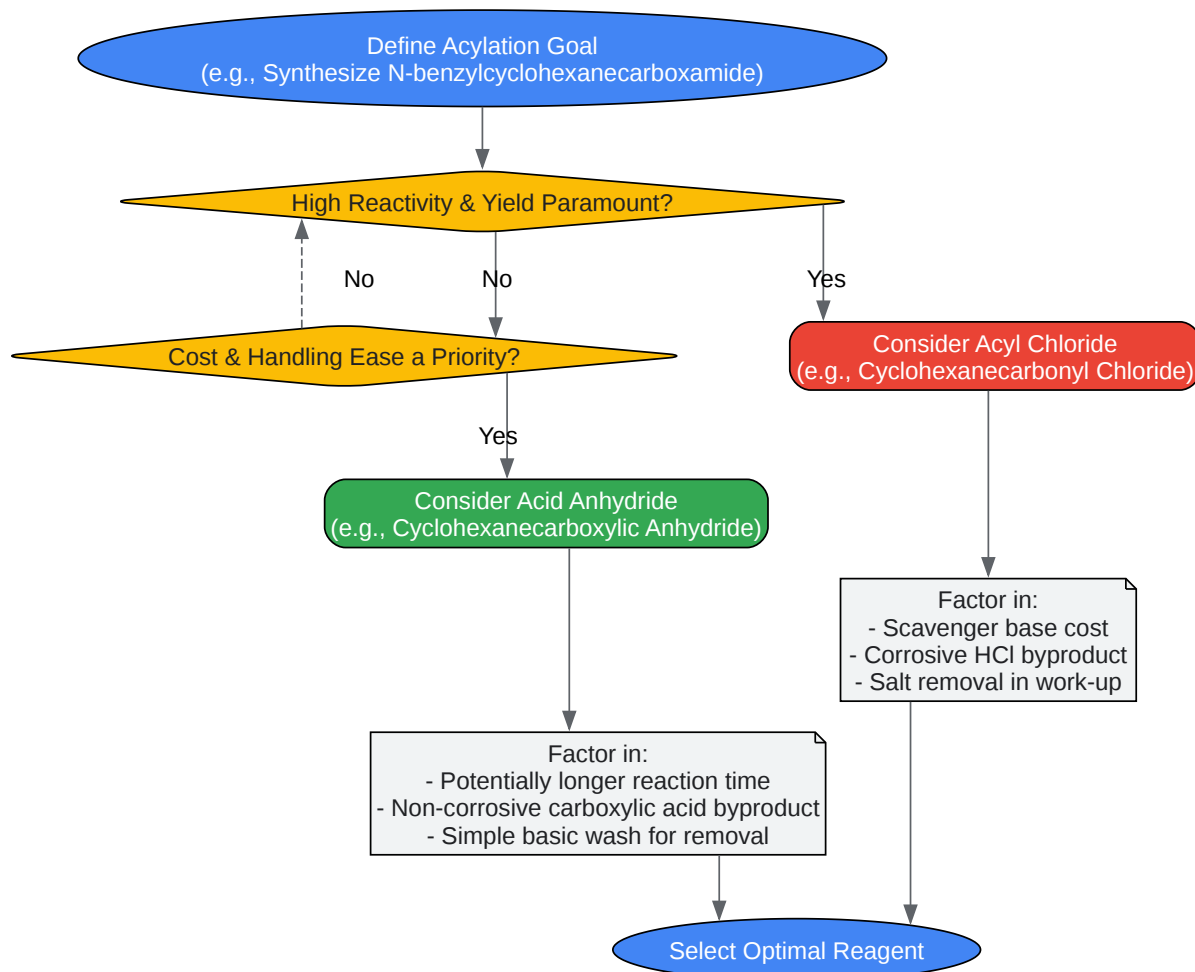 Define Acylation Goal
(e.g., Synthesize N-benzylcyclohexanecarboxamide)
High Reactivity & Yield Paramount?
No
No
Yes
Cost & Handling Ease a Priority?
Consider Acyl Chloride
(e.g., Cyclohexanecarbonyl Chloride)
Yes
Consider Acid Anhydride
(e.g., Cyclohexanecarboxylic Anhydride)
Factor in:
- Scavenger base cost
- Corrosive HCl byproduct
- Salt removal in work-up
Factor in:
- Potentially longer reaction time
- Non-corrosive carboxylic acid byproduct
- Simple basic wash for removal
Select Optimal Reagent